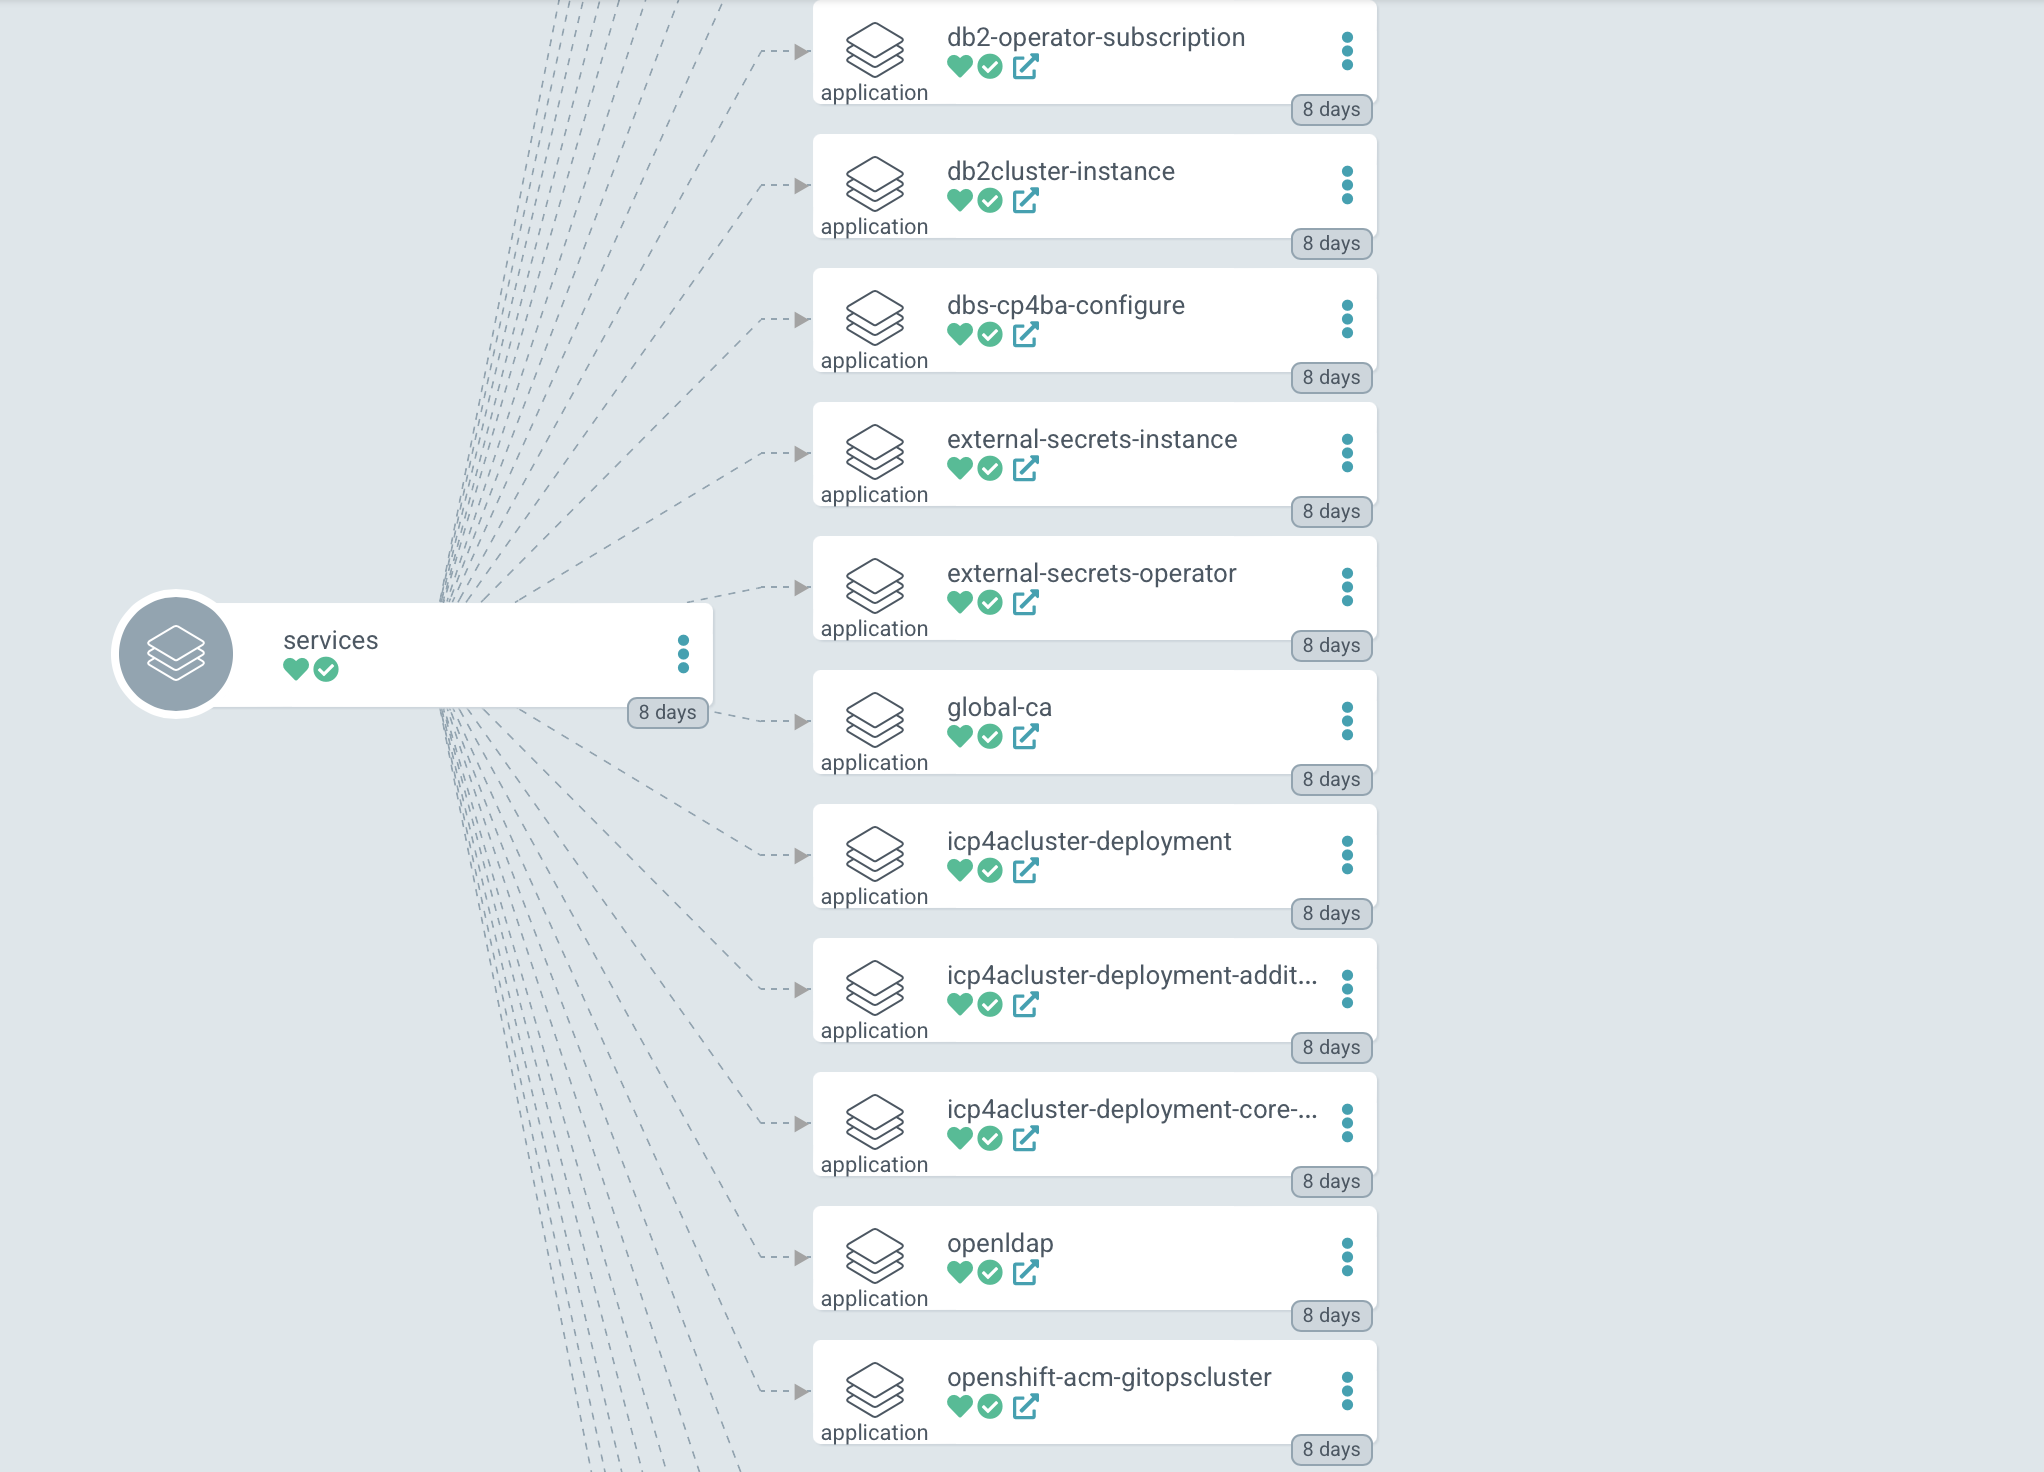 db2-operator-subscription
application
8 days
db2cluster-instance
application
8 days
dbs-cp4ba-configure
application
8 days
external-secrets-instance
application
8 days
external-secrets-operator
application
8 days
services
8 days
global-ca
application
8 days
icp4acluster-deployment
application
8 days
icp4acluster-deployment-addit...
application
8 days
icp4acluster-deployment-core-...
application
8 days
openldap
application
8 days
openshift-acm-gitopscluster
application
8 days